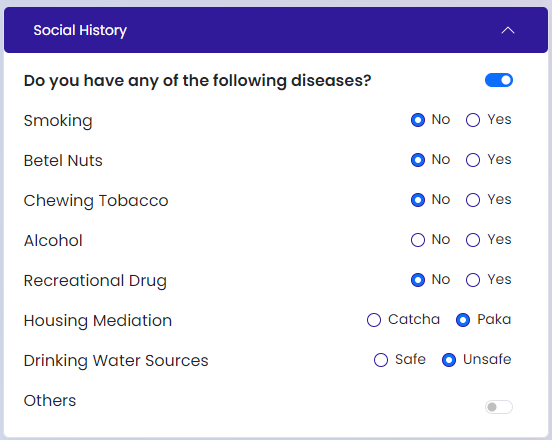 Social History
Do you have any of the following diseases?
Smoking No Yes
Betel Nuts No Yes
Chewing Tobacco No Yes
Alcohol No Yes
Recreational Drug No Yes
Housing Mediation Catcha Paka
Drinking Water Sources Safe Unsafe
Others